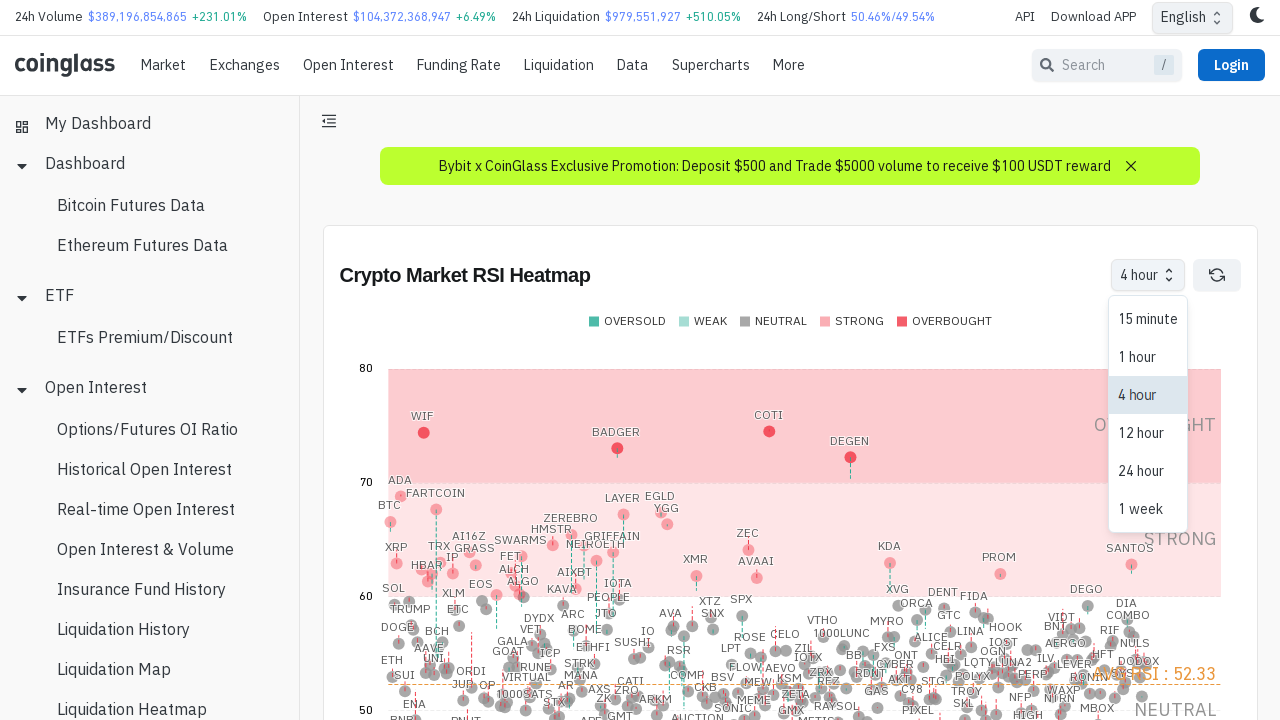 24h Volume $389,196,854,865 +231.01% Open Interest $104,372,368,947 +6.49% 24h Liquidation $979,551,927 +510.05% 24h Long/Short 50.46%/49.54% API Download APP English
coinglass Market Exchanges Open Interest Funding Rate Liquidation Data Supercharts More Search / Login
My Dashboard
Dashboard
Bitcoin Futures Data
Ethereum Futures Data
ETF
ETFs Premium/Discount
Open Interest
Options/Futures OI Ratio
Historical Open Interest
Real-time Open Interest
Open Interest & Volume
Insurance Fund History
Liquidation History
Liquidation Map
Liquidation Heatmap
Bybit x CoinGlass Exclusive Promotion: Deposit $500 and Trade $5000 volume to receive $100 USDT reward
Crypto Market RSI Heatmap
4 hour
15 minute
1 hour
4 hour
12 hour
24 hour
1 week
OVERSOLD WEAK NEUTRAL STRONG OVERBOUGHT
80
WIF COTI
BADGER DEGEN
70
ADA
FARTCOIN LAYER EGLD
BTC YGG
ZEREBRO
HMSTR ZEC
AI16Z SWARMS GRIFFAIN
XRP TRX GRASS KDA SANTOS
STRONG
IP FET XMR AVAAI PROM
HBAR ALCH AIXBT
EOS ALGO IOTA
SOL XLM KAVA XVG DENT DEGO
60
PEOPLE XTZ SPX ORCA FIDA DIA
TRUMP ETC ARC JTO AVA SNX GTC COMBO
DYDX VTHO MYRO VIDT
DOGE BCH VET BOME IO ROSE CELO 1000LUNC ALICE LINA HOOK BNT RIF
AAVE GALA ETHFI SUSHI LPT ZIL FXS CELR IOST AERGO NULS
ETH UNI GOAT ICP RSR JOTX BB ONT HEI OGN ILV HFT
SUI ORDI RUNE STRK COMP FLOW AEVO ZRX CYBER LQTY LUNA2 LEVER DODOX
VIRTUAL MANA BSV KSM RDNT AKT STG POLYX PERP RONIN
AVG RSI : 52.33
JUP OP AR CATI MEW REZ
1000SATS AXS ZRO CKB ZETA GAS C98 TROY WAXP
ENA STX ZK ARKM MEME RAYSOL SKL NFP NKRN
50
SONIC GMX PIXEL MBOX
NEUTRAL
BNB PNUT APE GMT AUCTION METIS HIGH